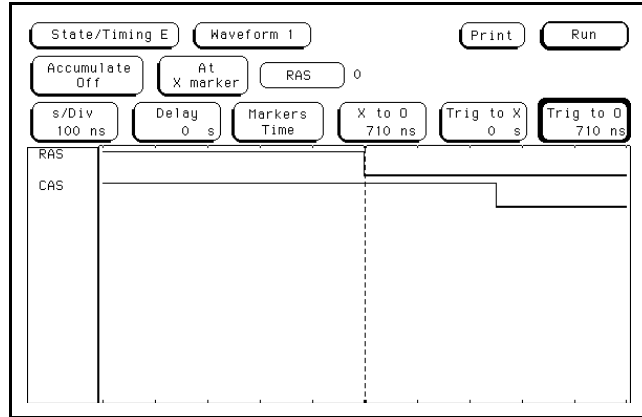 State/Timing E Waveform 1 Print Run
Accumulate Off At X marker RAS 0
s/Div 100 ns Delay 0 s Markers Time X to O 710 ns Trig to X 0 s Trig to O 710 ns
RAS
CAS